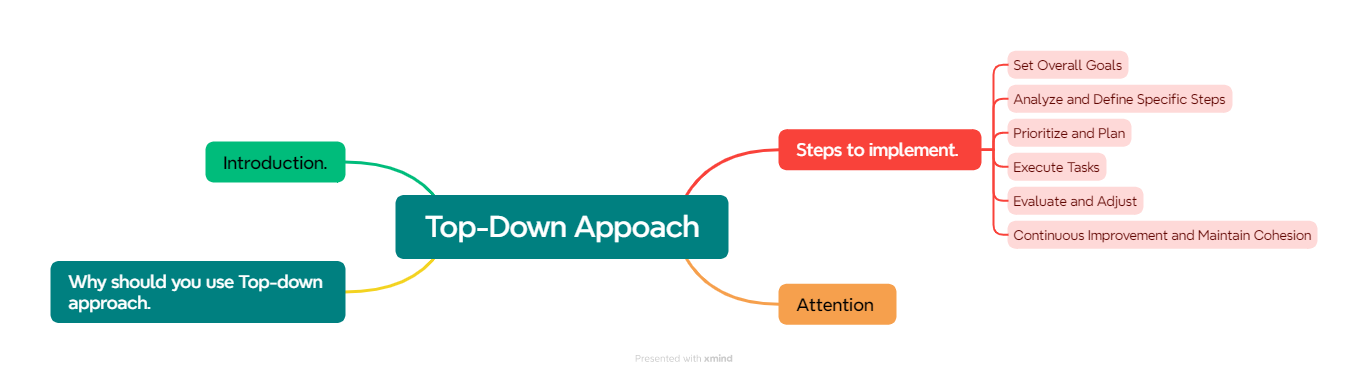 Introduction.
Why should you use Top-down
approach.
Top-Down Appoach
Steps to implement.
Set Overall Goals
Analyze and Define Specific Steps
Prioritize and Plan
Execute Tasks
Evaluate and Adjust
Continuous Improvement and Maintain Cohesion
Attention
Presented with xmind